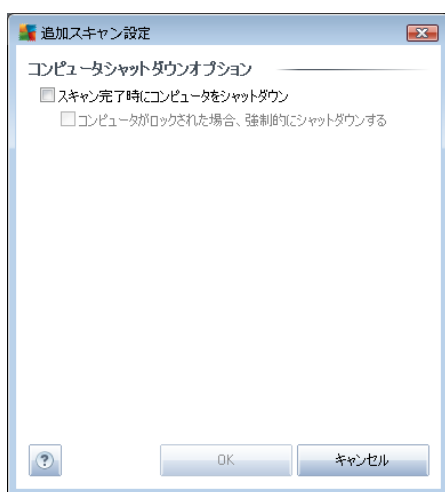 追加スキャン設定
コンピュータシャットダウンオプション
スキャン完了時にコンピュータをシャットダウン
コンピュータがロックされた場合、強制的にシャットダウンする
?
OK
キャンセル